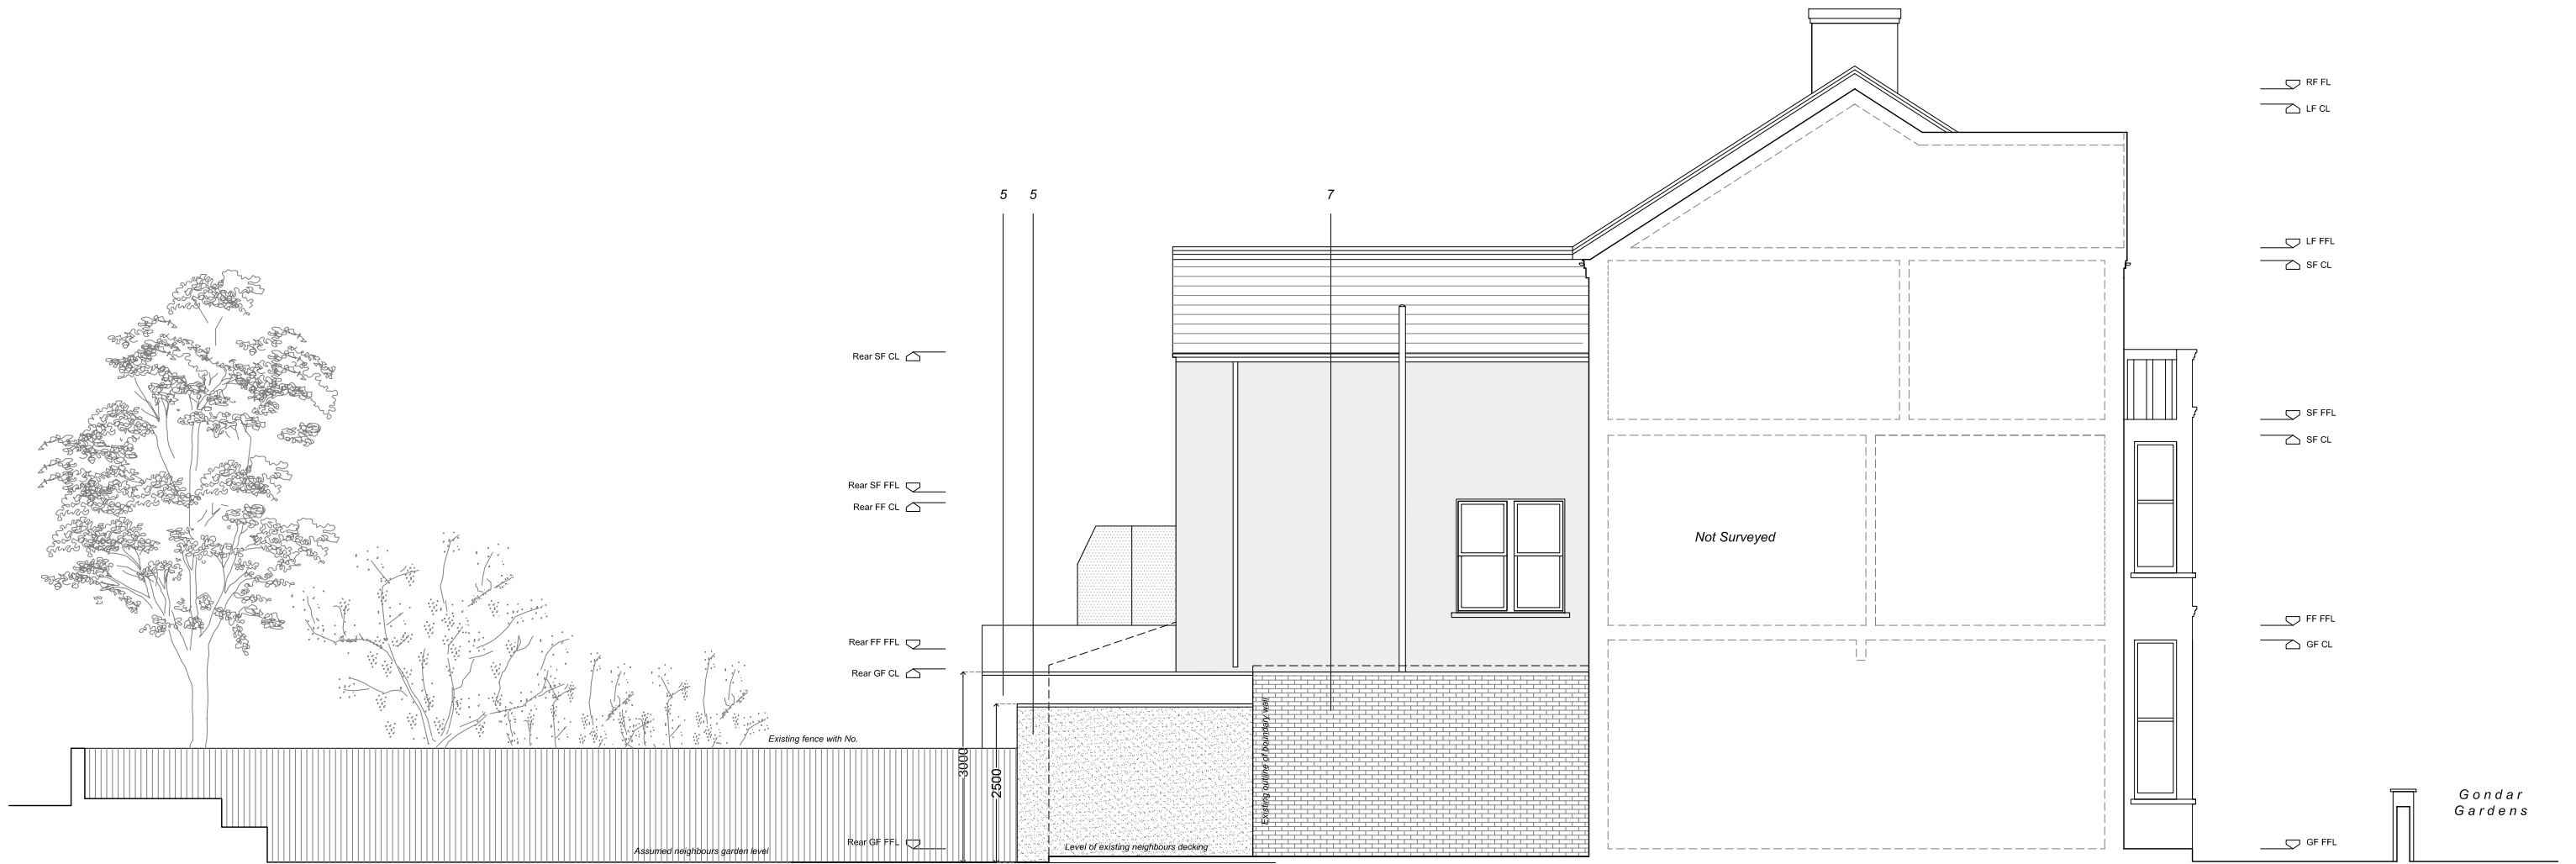 RF FL
LF CL
5 5 7
LF FFL
SF CL
Rear SF CL
SF FFL
SF CL
Rear SF FFL
Rear FF CL
Not Surveyed
FF FFL
Rear FF FFL
GF CL
Rear GF CL
Existing fence with No.
3000
2500
Existing outline of boundary wall
Gondar
Gardens
Rear GF FFL
GF FFL
Assumed neighbours garden level
Level of existing neighbours decking